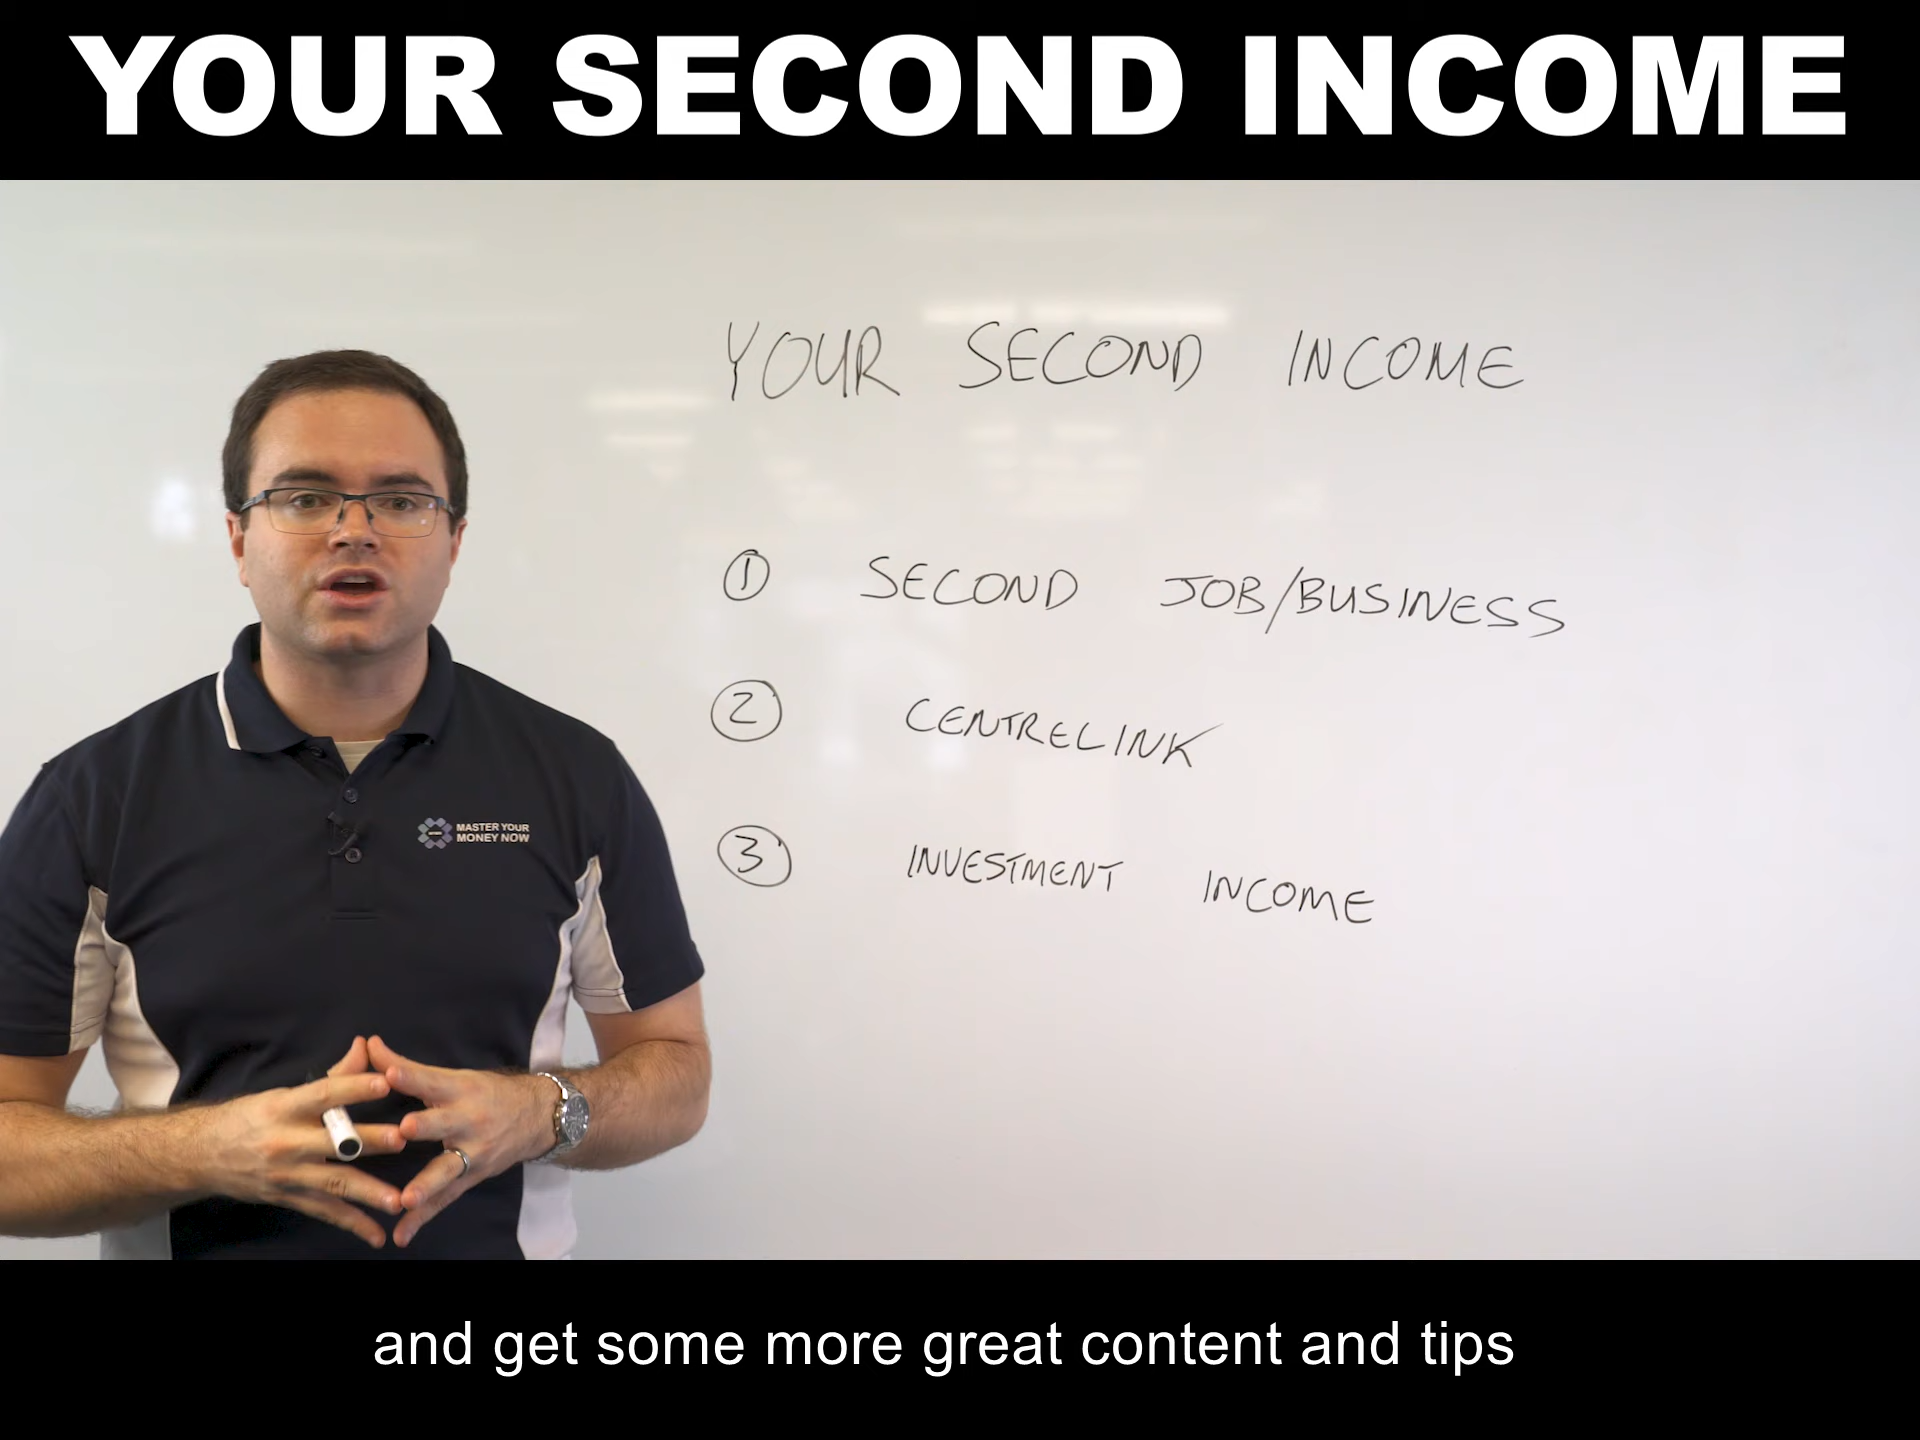 YOUR SECOND INCOME
YOUR SECOND INCOME
1 SECOND JOB/BUSINESS
2 CENTRELINK
3 INVESTMENT INCOME
MASTER YOUR
MONEY NOW
and get some more great content and tips